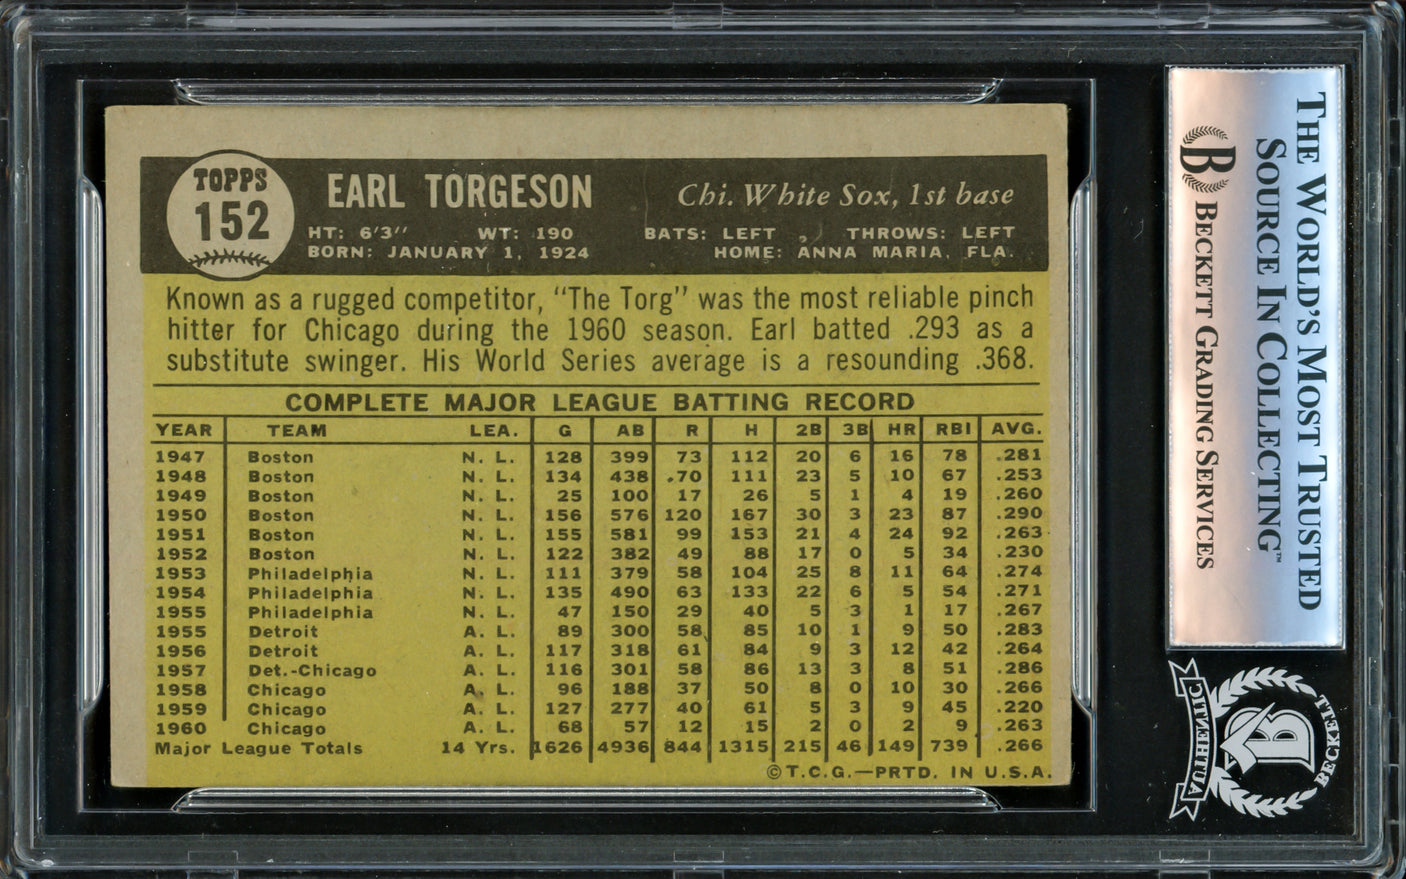 TOPPS
152
EARL TORGESON
Chi. White Sox, 1st base
HT: 6'3" WT: 190 BATS: LEFT THROWS: LEFT
BORN: JANUARY 1, 1924 HOME: ANNA MARIA, FLA.
Known as a rugged competitor, "The Torg" was the most reliable pinch
hitter for Chicago during the 1960 season. Earl batted .293 as a
substitute swinger. His World Series average is a resounding .368.
COMPLETE MAJOR LEAGUE BATTING RECORD
YEAR TEAM LEA. G AB R H 2B 3B HR RBI AVG.
1947 Boston N. L. 128 399 73 112 20 6 16 78 .281
1948 Boston N. L. 134 438 70 111 23 5 10 67 .253
1949 Boston N. L. 25 100 17 26 5 1 4 19 .260
1950 Boston N. L. 156 576 120 167 30 3 23 87 .290
1951 Boston N. L. 155 581 99 153 21 4 24 92 .263
1952 Boston N. L. 122 382 49 88 17 0 5 34 .230
1953 Philadelphia N. L. 111 379 58 104 25 8 11 64 .274
1954 Philadelphia N. L. 135 490 63 133 22 6 5 54 .271
1955 Philadelphia N. L. 47 150 29 40 5 3 1 17 .267
1955 Detroit A. L. 89 300 58 85 10 1 9 50 .283
1956 Detroit A. L. 117 318 61 84 9 3 12 42 .264
1957 Det.-Chicago A. L. 116 301 58 86 13 3 8 51 .286
1958 Chicago A. L. 96 188 37 50 8 0 10 30 .266
1959 Chicago A. L. 127 277 40 61 5 3 9 45 .220
1960 Chicago A. L. 68 57 12 15 2 0 2 9 .263
Major League Totals 14 Yrs. 1626 4936 844 1315 215 46 149 739 .266
©T.C.G.—PRTD. IN U.S.A.
THE WORLD'S MOST TRUSTED
SOURCE IN COLLECTING™
B BECKETT GRADING SERVICES
BECKETT
B
AUTHENTIC